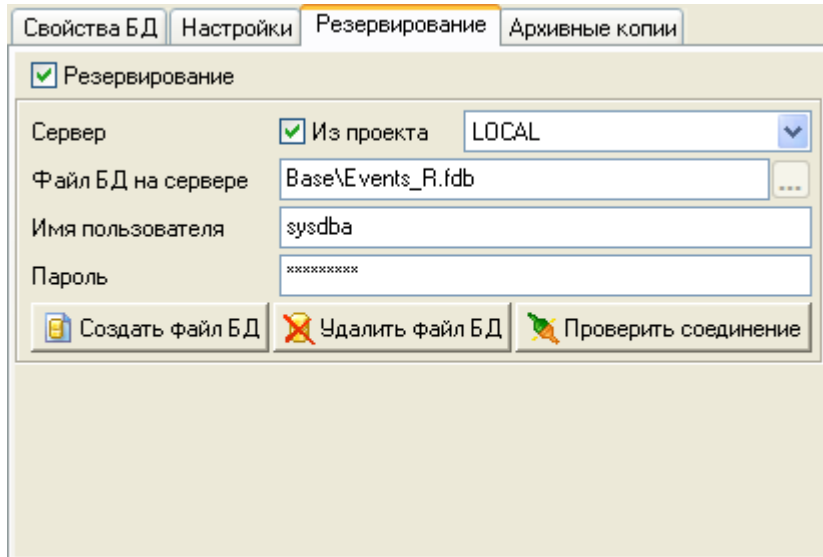 Свойства БД Настройки Резервирование Архивные копии
Резервирование
Сервер Из проекта LOCAL
Файл БД на сервере Base\Events_R.fdb ...
Имя пользователя sysdba
Пароль *********
Создать файл БД Удалить файл БД Проверить соединение